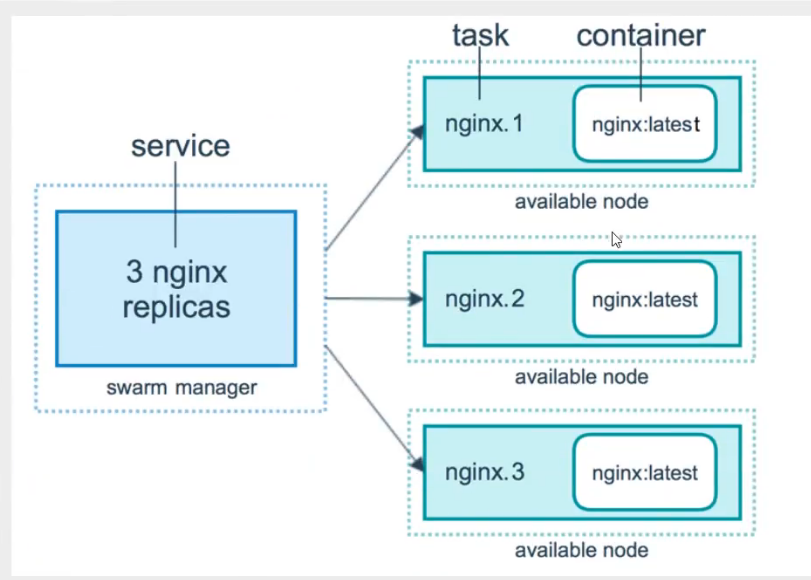 task
container
nginx.1
nginx:latest
available node
service
3 nginx
replicas
swarm manager
nginx.2
nginx:latest
available node
nginx.3
nginx:latest
available node